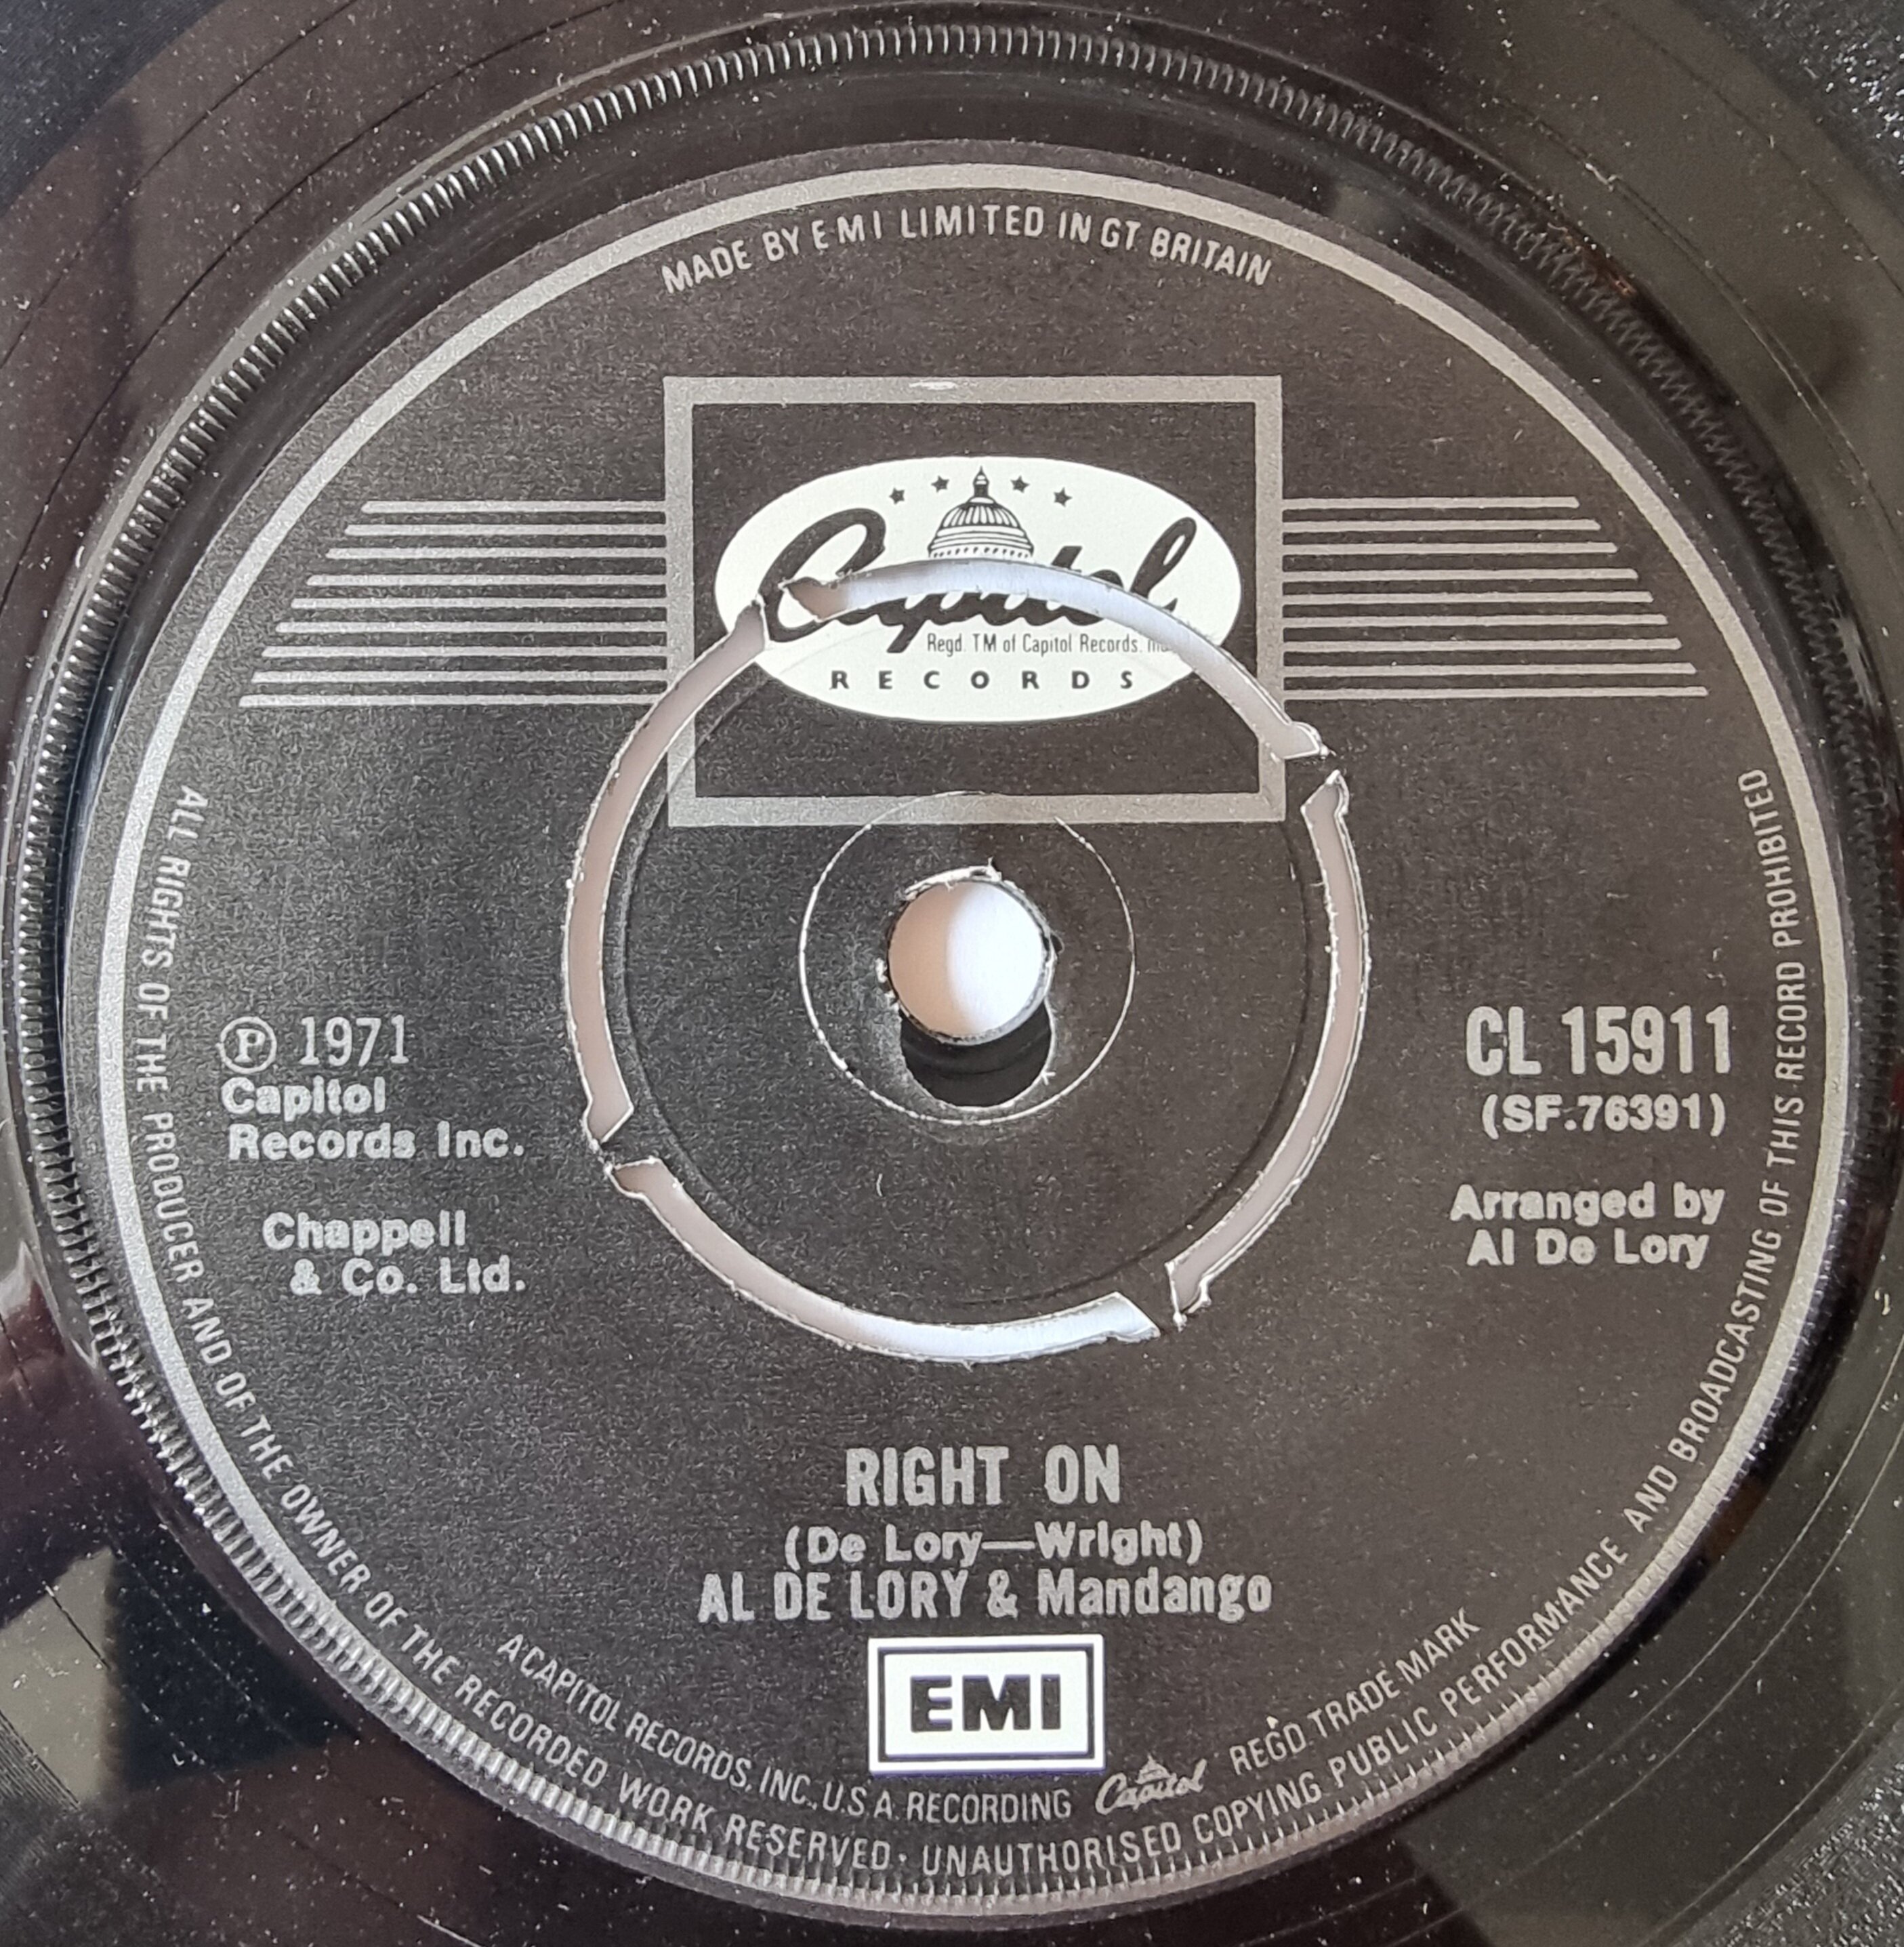 MADE BY EMI LIMITED IN GT. BRITAIN
Capitol
Regd. TM of Capitol Records.
RECORDS
Ⓟ 1971
Capitol
Records Inc.
Chappell
& Co. Ltd.
CL 15911
(SF.76391)
Arranged by
Al De Lory
RIGHT ON
(De Lory—Wright)
AL DE LORY & Mandango
EMI
A CAPITOL RECORDS, INC., U.S.A. RECORDING Capitol REG'D TRADE MARK
ALL RIGHTS OF THE PRODUCER AND OF THE OWNER OF THE RECORDED WORK RESERVED · UNAUTHORISED COPYING PUBLIC PERFORMANCE AND BROADCASTING OF THIS RECORD PROHIBITED